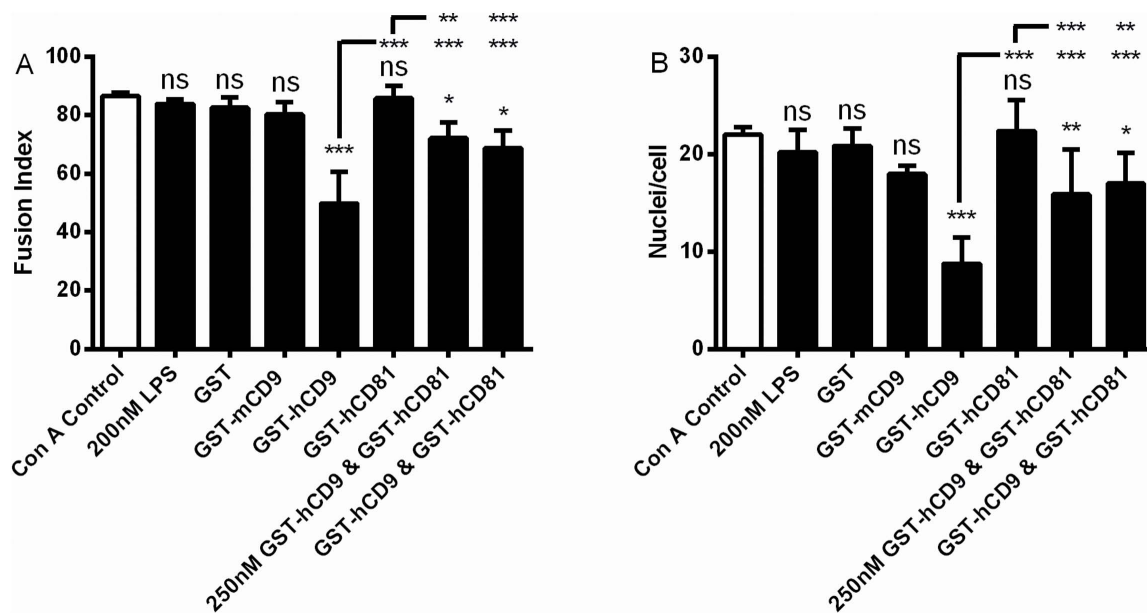 ** ***
*** *** ***
A
100
80
60
40
20
0
Fusion Index
ns ns ns *** ns * *
Con A Control
200nM LPS
GST
GST-mCD9
GST-hCD9
GST-hCD81
250nM GST-hCD9 & GST-hCD81
GST-hCD9 & GST-hCD81
*** **
*** *** ***
B
30
20
10
0
Nuclei/cell
ns ns ns *** ns ** *
Con A Control
200nM LPS
GST
GST-mCD9
GST-hCD9
GST-hCD81
250nM GST-hCD9 & GST-hCD81
GST-hCD9 & GST-hCD81